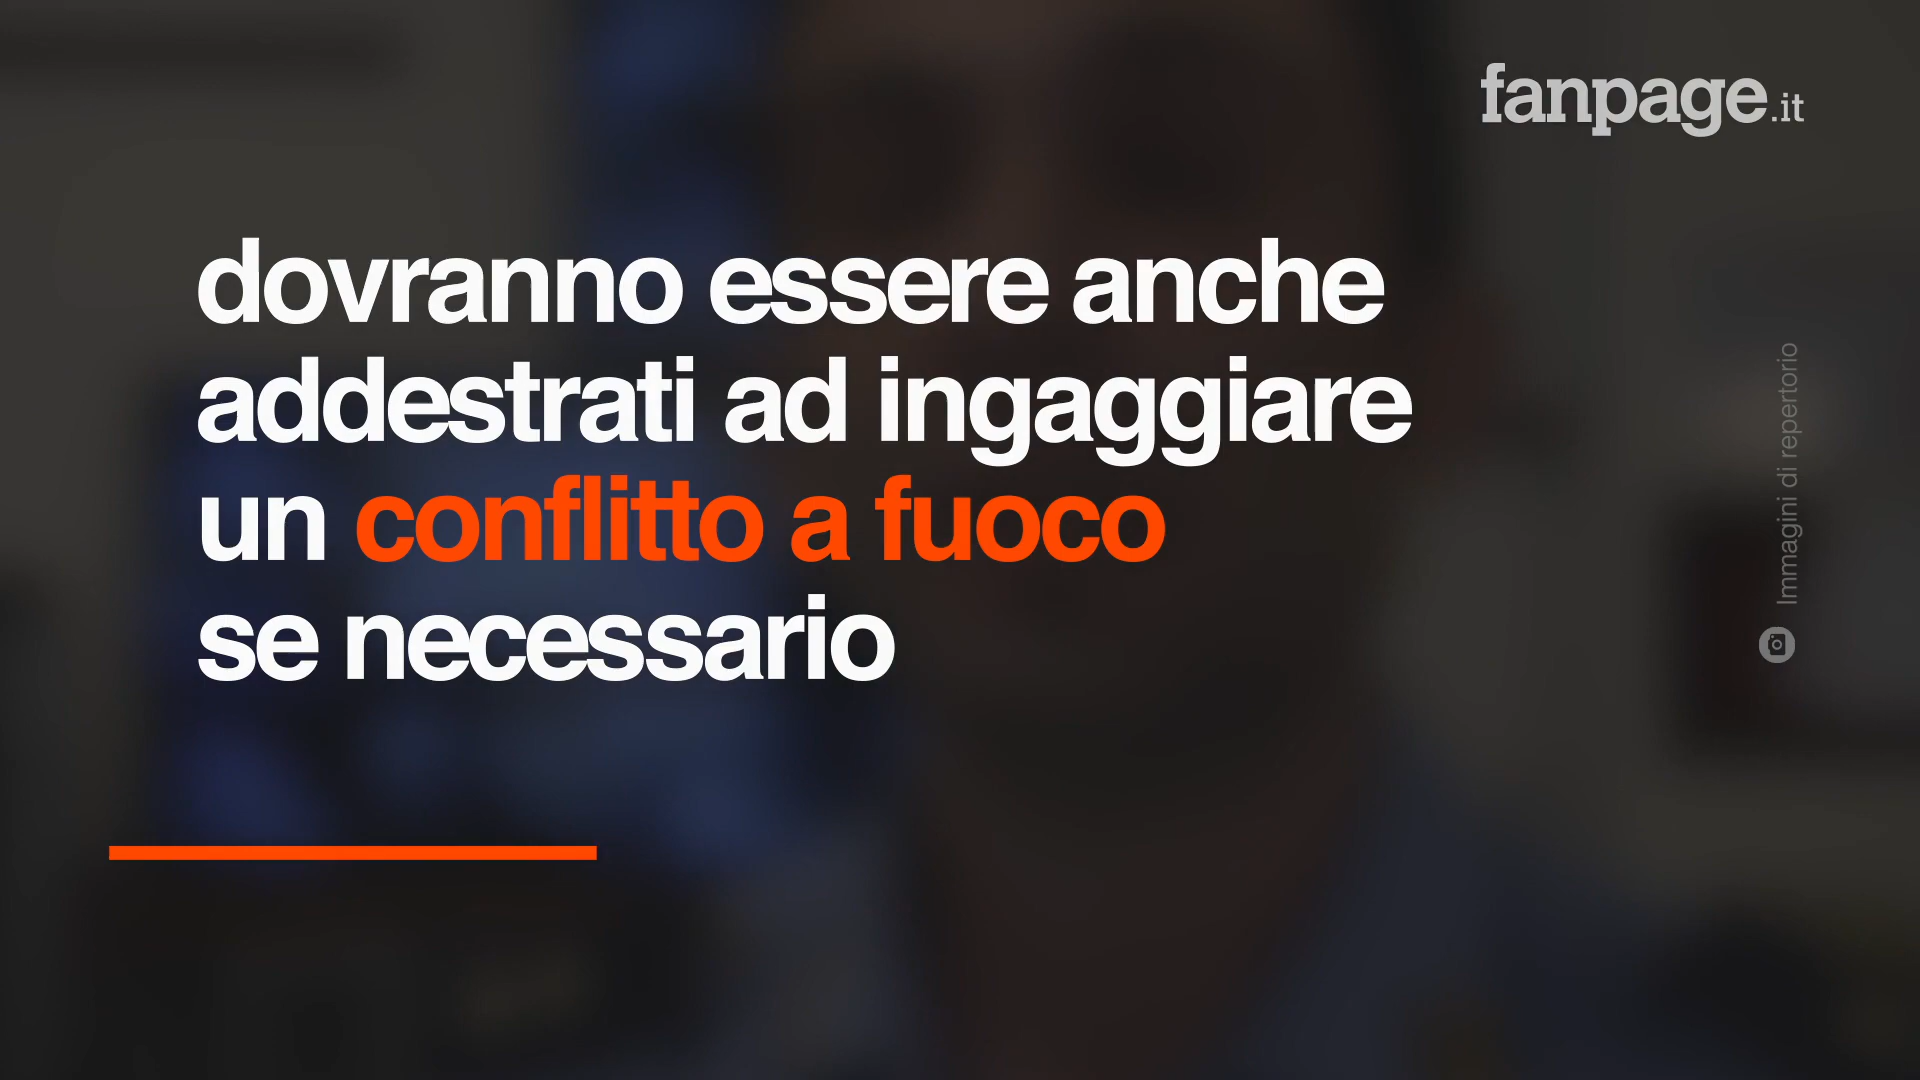 fanpage.it
dovranno essere anche
addestrati ad ingaggiare
un conflitto a fuoco
se necessario
Immagini di repertorio